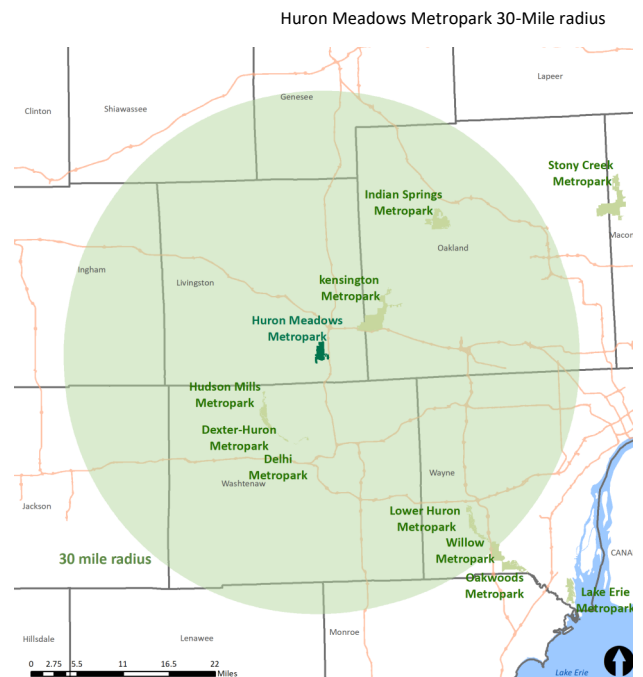 Huron Meadows Metropark 30-Mile radius
Lapeer
Genesee
Shiawassee
Clinton
Stony Creek
Metropark
Indian Springs
Metropark
Macon
Oakland
Ingham
Livingston
kensington
Metropark
Huron Meadows
Metropark
Hudson Mills
Metropark
Dexter-Huron
Metropark
Delhi
Metropark
Washtenaw
Wayne
Jackson
Lower Huron
Metropark
Willow
Metropark
CANA
30 mile radius
Oakwoods
Metropark
Lake Erie
Metropark
Hillsdale
Lenawee
Monroe
0 2.75 5.5 11 16.5 22
Miles
Lake Erie